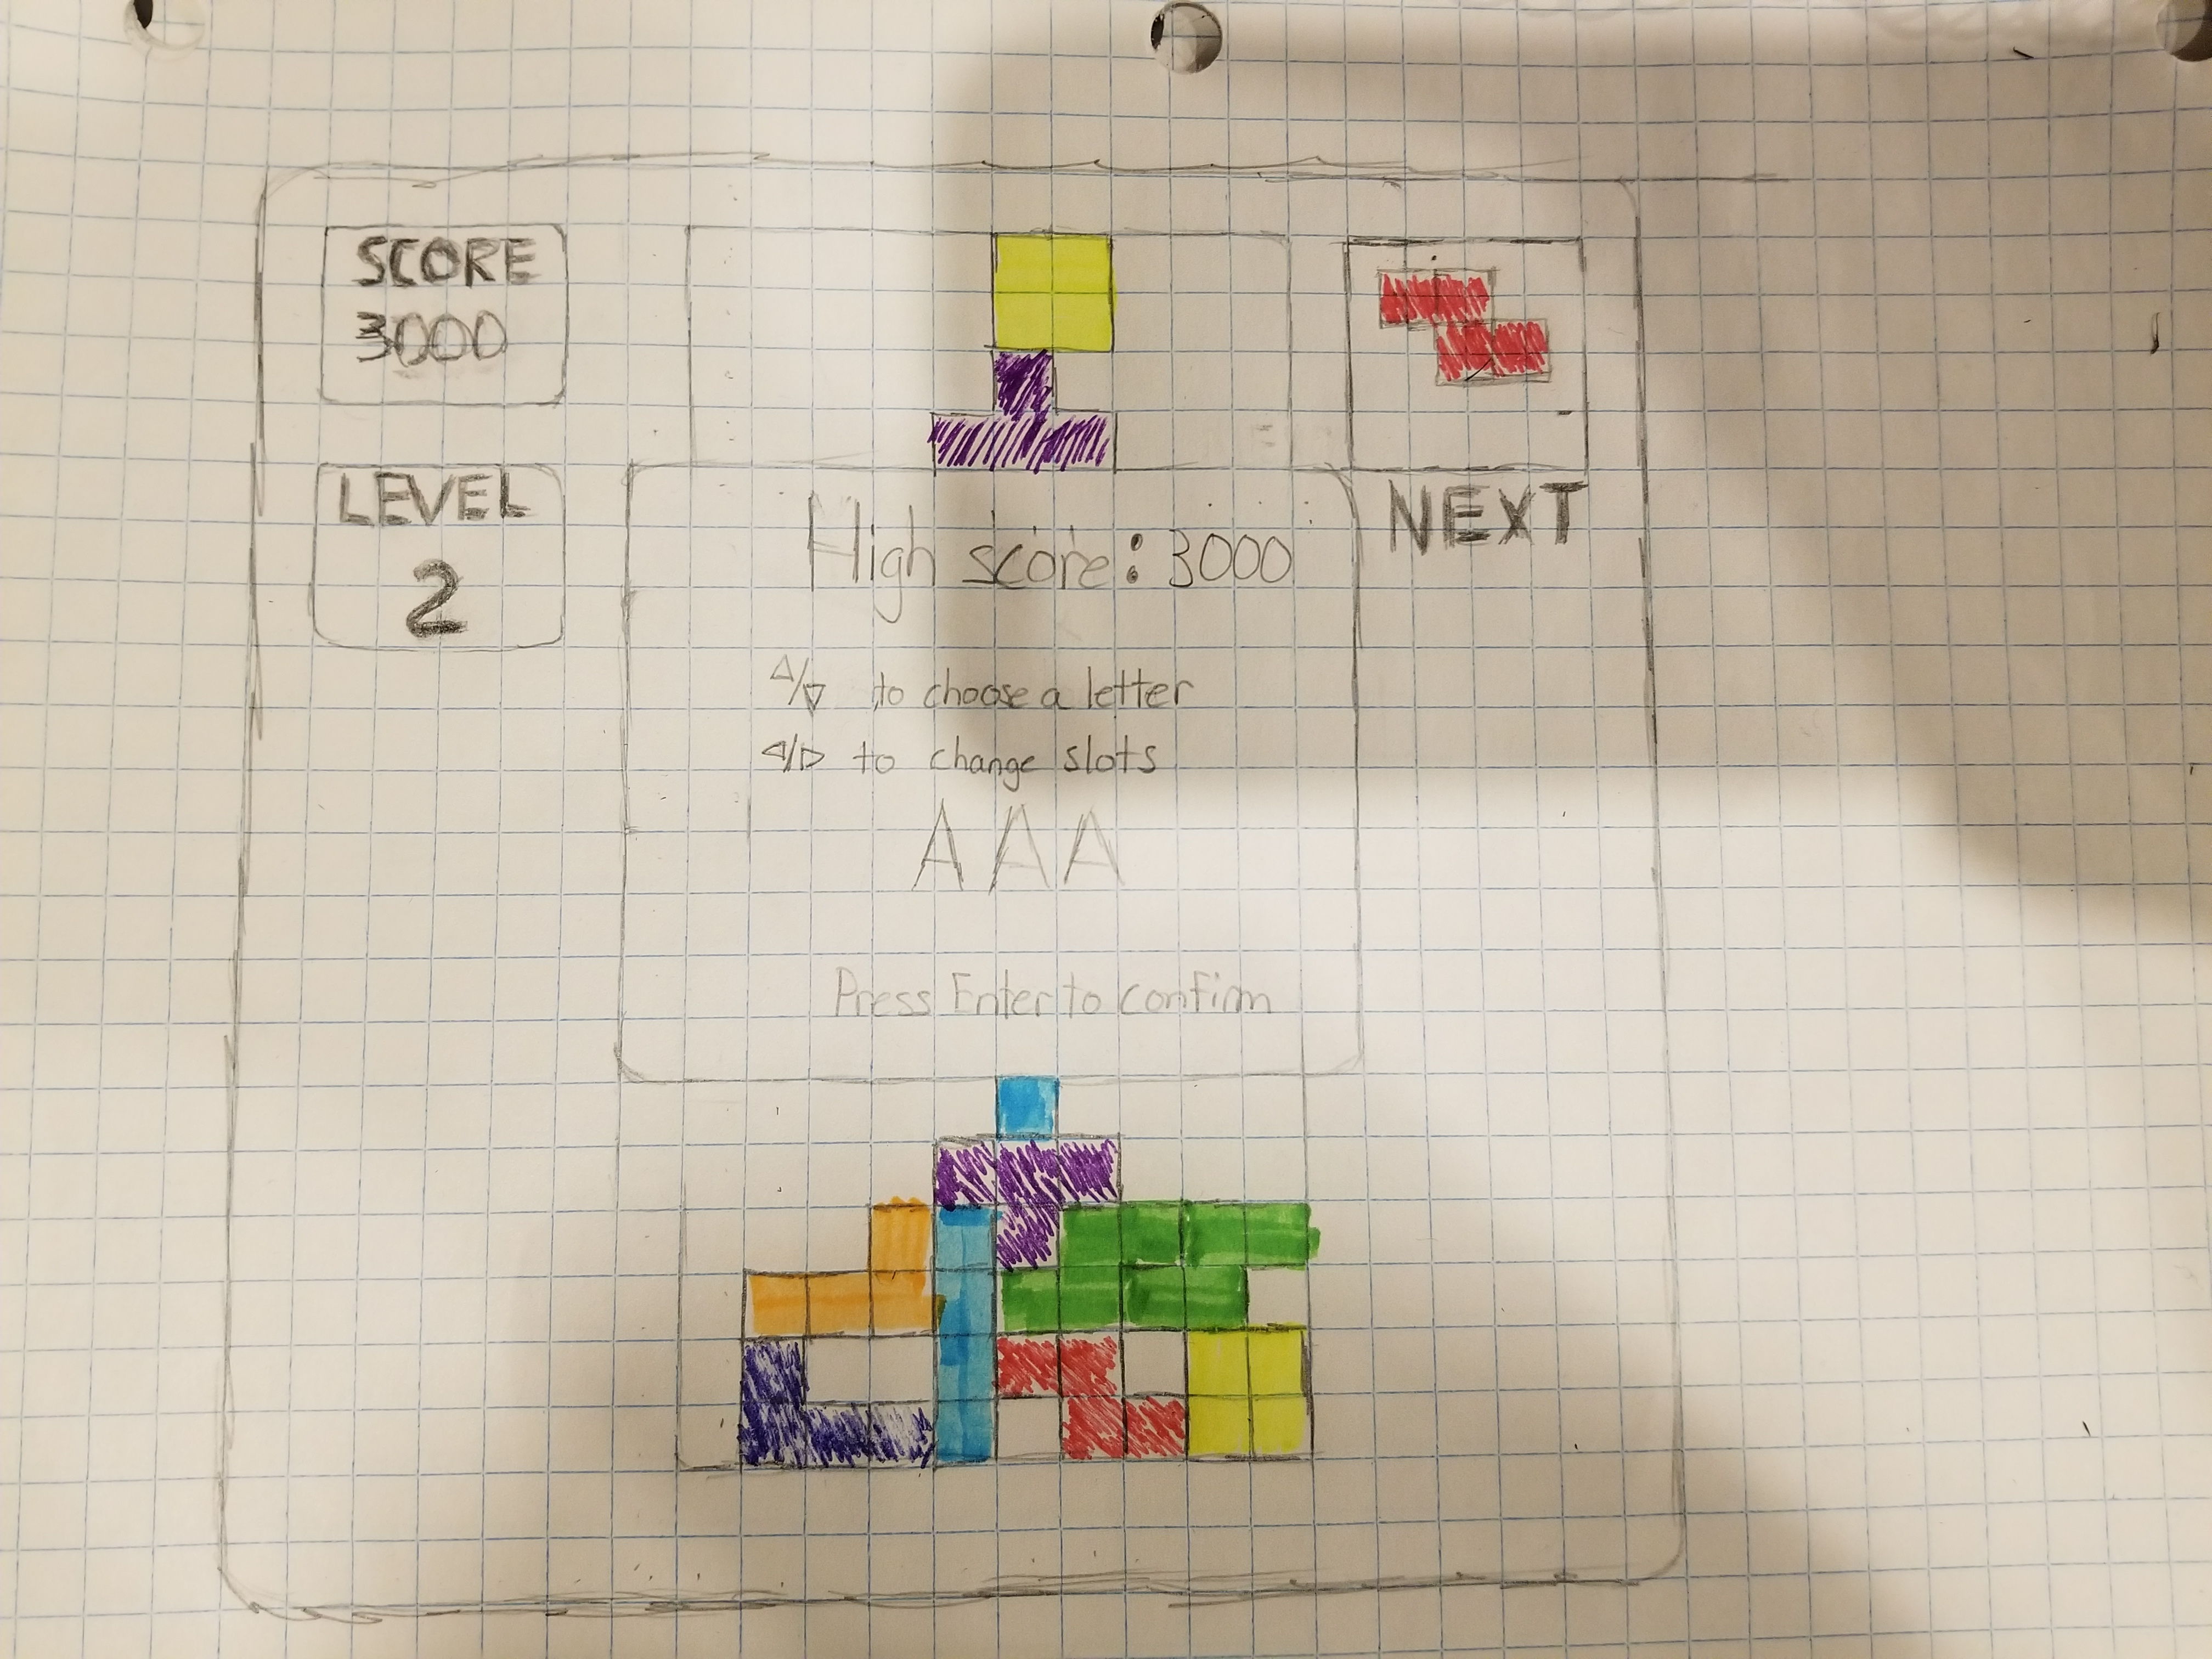 SCORE
3000
LEVEL
2
NEXT
High score: 3000
△/▽ to choose a letter
◁/▷ to change slots
AAA
Press Enter to confirm